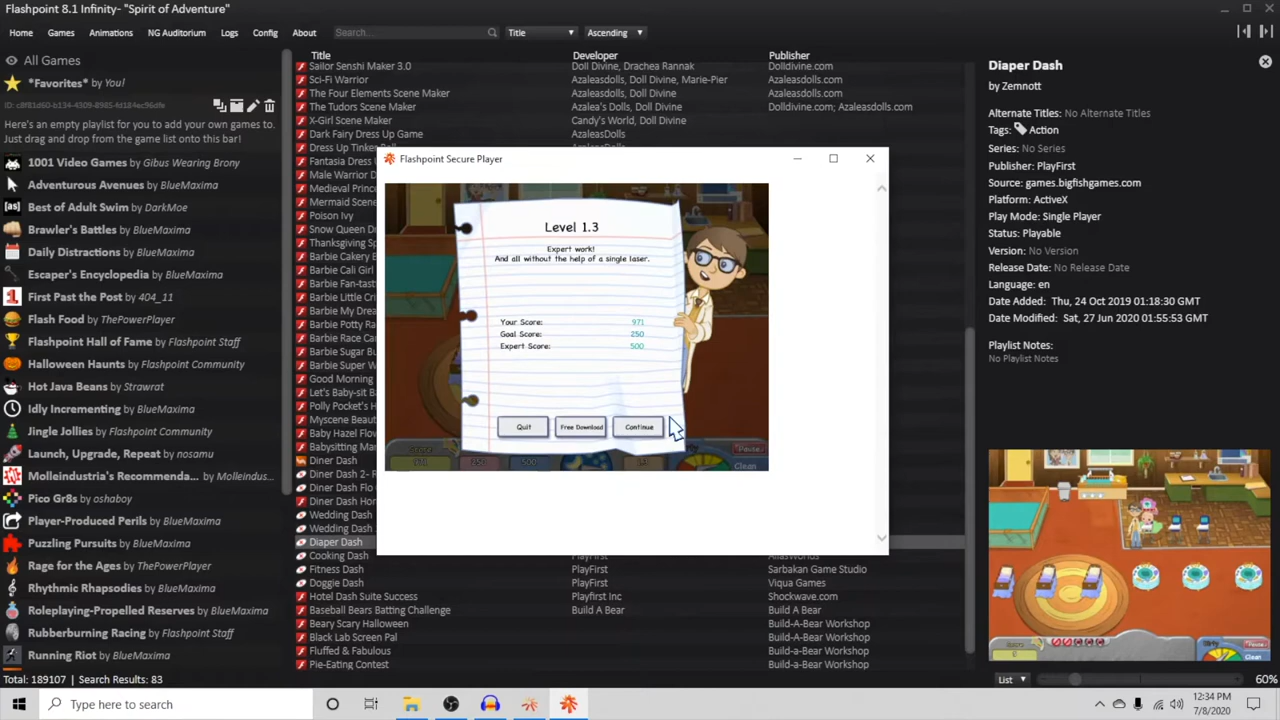 Flashpoint 8.1 Infinity- "Spirit of Adventure"
Home Games Animations NG Auditorium Logs Config About Search... Title Ascending
All Games
*Favorites* by You!
Here's an empty playlist for you to add your own games to.
Just drag and drop from the game list onto this bar!
1001 Video Games by Gibus Wearing Brony
Adventurous Avenues by BlueMaxima
Best of Adult Swim by DarkMoe
Brawler's Battles by BlueMaxima
Daily Distractions by BlueMaxima
Escaper's Encyclopedia by BlueMaxima
First Past the Post by 404_11
Flash Food by ThePowerPlayer
Flashpoint Hall of Fame by Flashpoint Staff
Halloween Haunts by Flashpoint Community
Hot Java Beans by Strawrat
Idly Incrementing by BlueMaxima
Jingle Jollies by Flashpoint Community
Launch, Upgrade, Repeat by nosamu
Molleindustria's Recommenda... by Molleindus...
Pico Gr8s by oshaboy
Player-Produced Perils by BlueMaxima
Puzzling Pursuits by BlueMaxima
Rage to Riches by ThePowerPlayer
Rhythmic Rhapsodies by BlueMaxima
Roleplaying-Propelled Reserves by BlueMaxima
Rubberburning Racing by Flashpoint Staff
Running Riot by BlueMaxima
Title Developer Publisher
Sailor Senshi Maker 3.0 Doll Divine, Drachea Rannak Dolldivine.com
Sci-Fi Warrior Azaleasdolls, Doll Divine, Marie-Pier Azaleasdolls.com
The Four Elements Scene Maker Azaleasdolls, Doll Divine Azaleasdolls.com
The Tudors Scene Maker Azalea's Dolls, Doll Divine Dolldivine.com; Azaleasdolls.com
X-Girl Scene Maker Candy's World, Doll Divine
Dark Fairy Dress Up Game AzaleasDolls
Dress Up Tinker
Fantasia Dress
Male Warrior D
Medieval Prince
Mermaid Scene
Poison Ivy
Snow Queen Dr
Thanksgiving Sp
Barbie Cakery B
Barbie Call Girl
Barbie Fan-tast
Barbie Little Cri
Barbie My Drea
Barbie Potty Ra
Barbie Sugar Bu
Barbie Super W
Good Morning
Let's Baby-sit B
Polly Pocket's H
Myscene Beaut
Baby Hazel Flow
Babysitting Mar
Diner Dash
Diner Dash 2- R
Diner Dash Flo
Diner Dash Hon
Wedding Dash
Wedding Dash
Diaper Dash
Cooking Dash PlayFirst
Fitness Dash PlayFirst Sarbakan Game Studio
Doggie Dash PlayFirst Viqua Games
Hotel Dash Suite Success Playfirst Inc Shockwave.com
Baseball Bears Batting Challenge Build A Bear Build A Bear
Beary Scary Halloween Build-A-Bear Workshop
Black Lab Screen Pal Build-A-Bear Workshop
Fluffed & Fabulous Build-a-Bear Workshop
Pie-Eating Contest Build-a-Bear Workshop
Flashpoint Secure Player
Level 1.3
Expert work!
And all without the help of a single laser.
Your Score: 971
Goal Score: 250
Expert Score: 500
Quit Free Download Continue
Pause
Clean
Diaper Dash
by Zemnott
Alternate Titles: No Alternate Titles
Tags: Action
Series: No Series
Publisher: PlayFirst
Source: games.bigfishgames.com
Platform: ActiveX
Play Mode: Single Player
Status: Playable
Version: No Version
Release Date: No Release Date
Language: en
Date Added: Thu, 24 Oct 2019 01:18:30 GMT
Date Modified: Sat, 27 Jun 2020 01:55:53 GMT
Playlist Notes:
No Playlist Notes
Dirty
Pause
Clean
Total: 189107 | Search Results: 83
List 60%
Type here to search
12:34 PM
7/8/2020